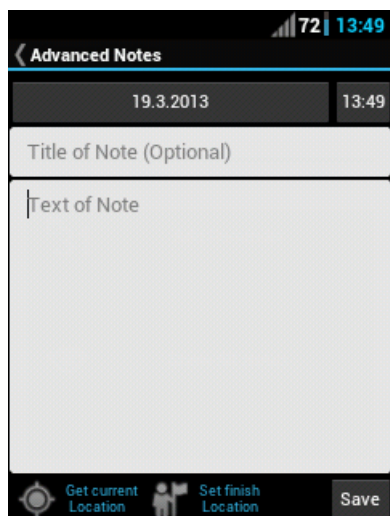 72 13:49
Advanced Notes
19.3.2013 13:49
Title of Note (Optional)
Text of Note
Get current Set finish
Location Location Save